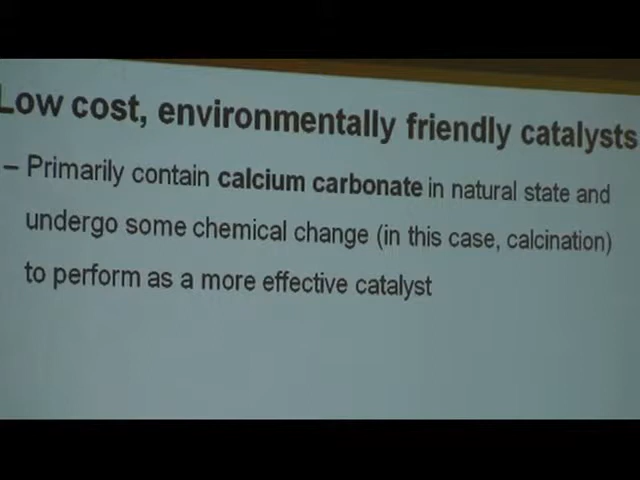 Low cost, environmentally friendly catalysts
– Primarily contain calcium carbonate in natural state and
undergo some chemical change (in this case, calcination)
to perform as a more effective catalyst